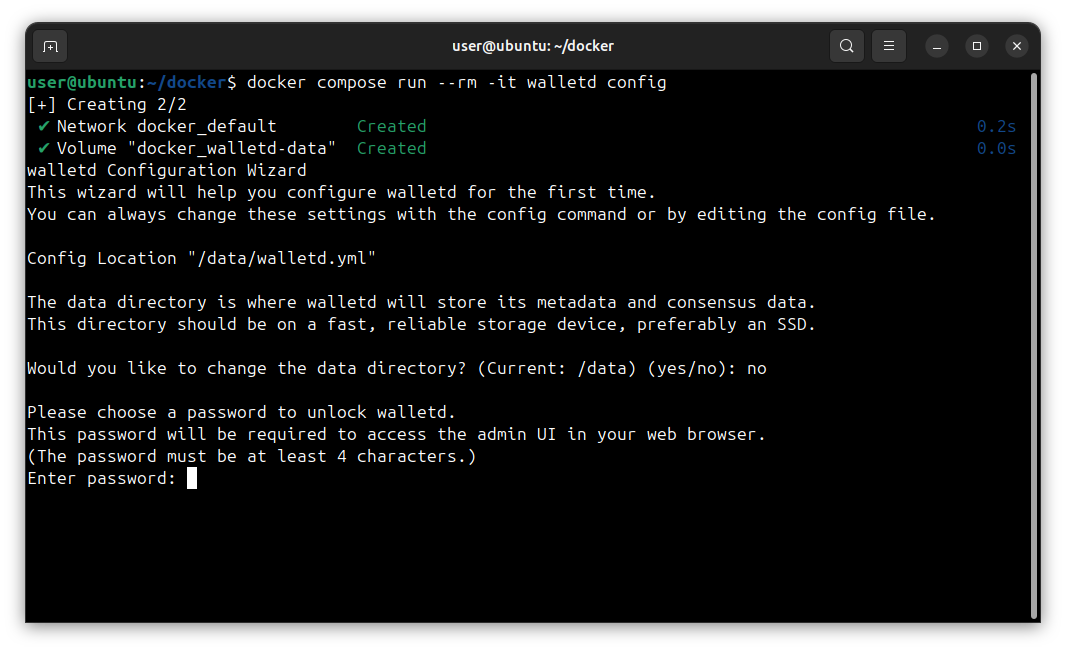 user@ubuntu: ~/docker
user@ubuntu:~/docker$ docker compose run --rm -it walletd config
[+] Creating 2/2
✔ Network docker_default Created 0.2s
✔ Volume "docker_walletd-data" Created 0.0s
walletd Configuration Wizard
This wizard will help you configure walletd for the first time.
You can always change these settings with the config command or by editing the config file.
Config Location "/data/walletd.yml"
The data directory is where walletd will store its metadata and consensus data.
This directory should be on a fast, reliable storage device, preferably an SSD.
Would you like to change the data directory? (Current: /data) (yes/no): no
Please choose a password to unlock walletd.
This password will be required to access the admin UI in your web browser.
(The password must be at least 4 characters.)
Enter password: